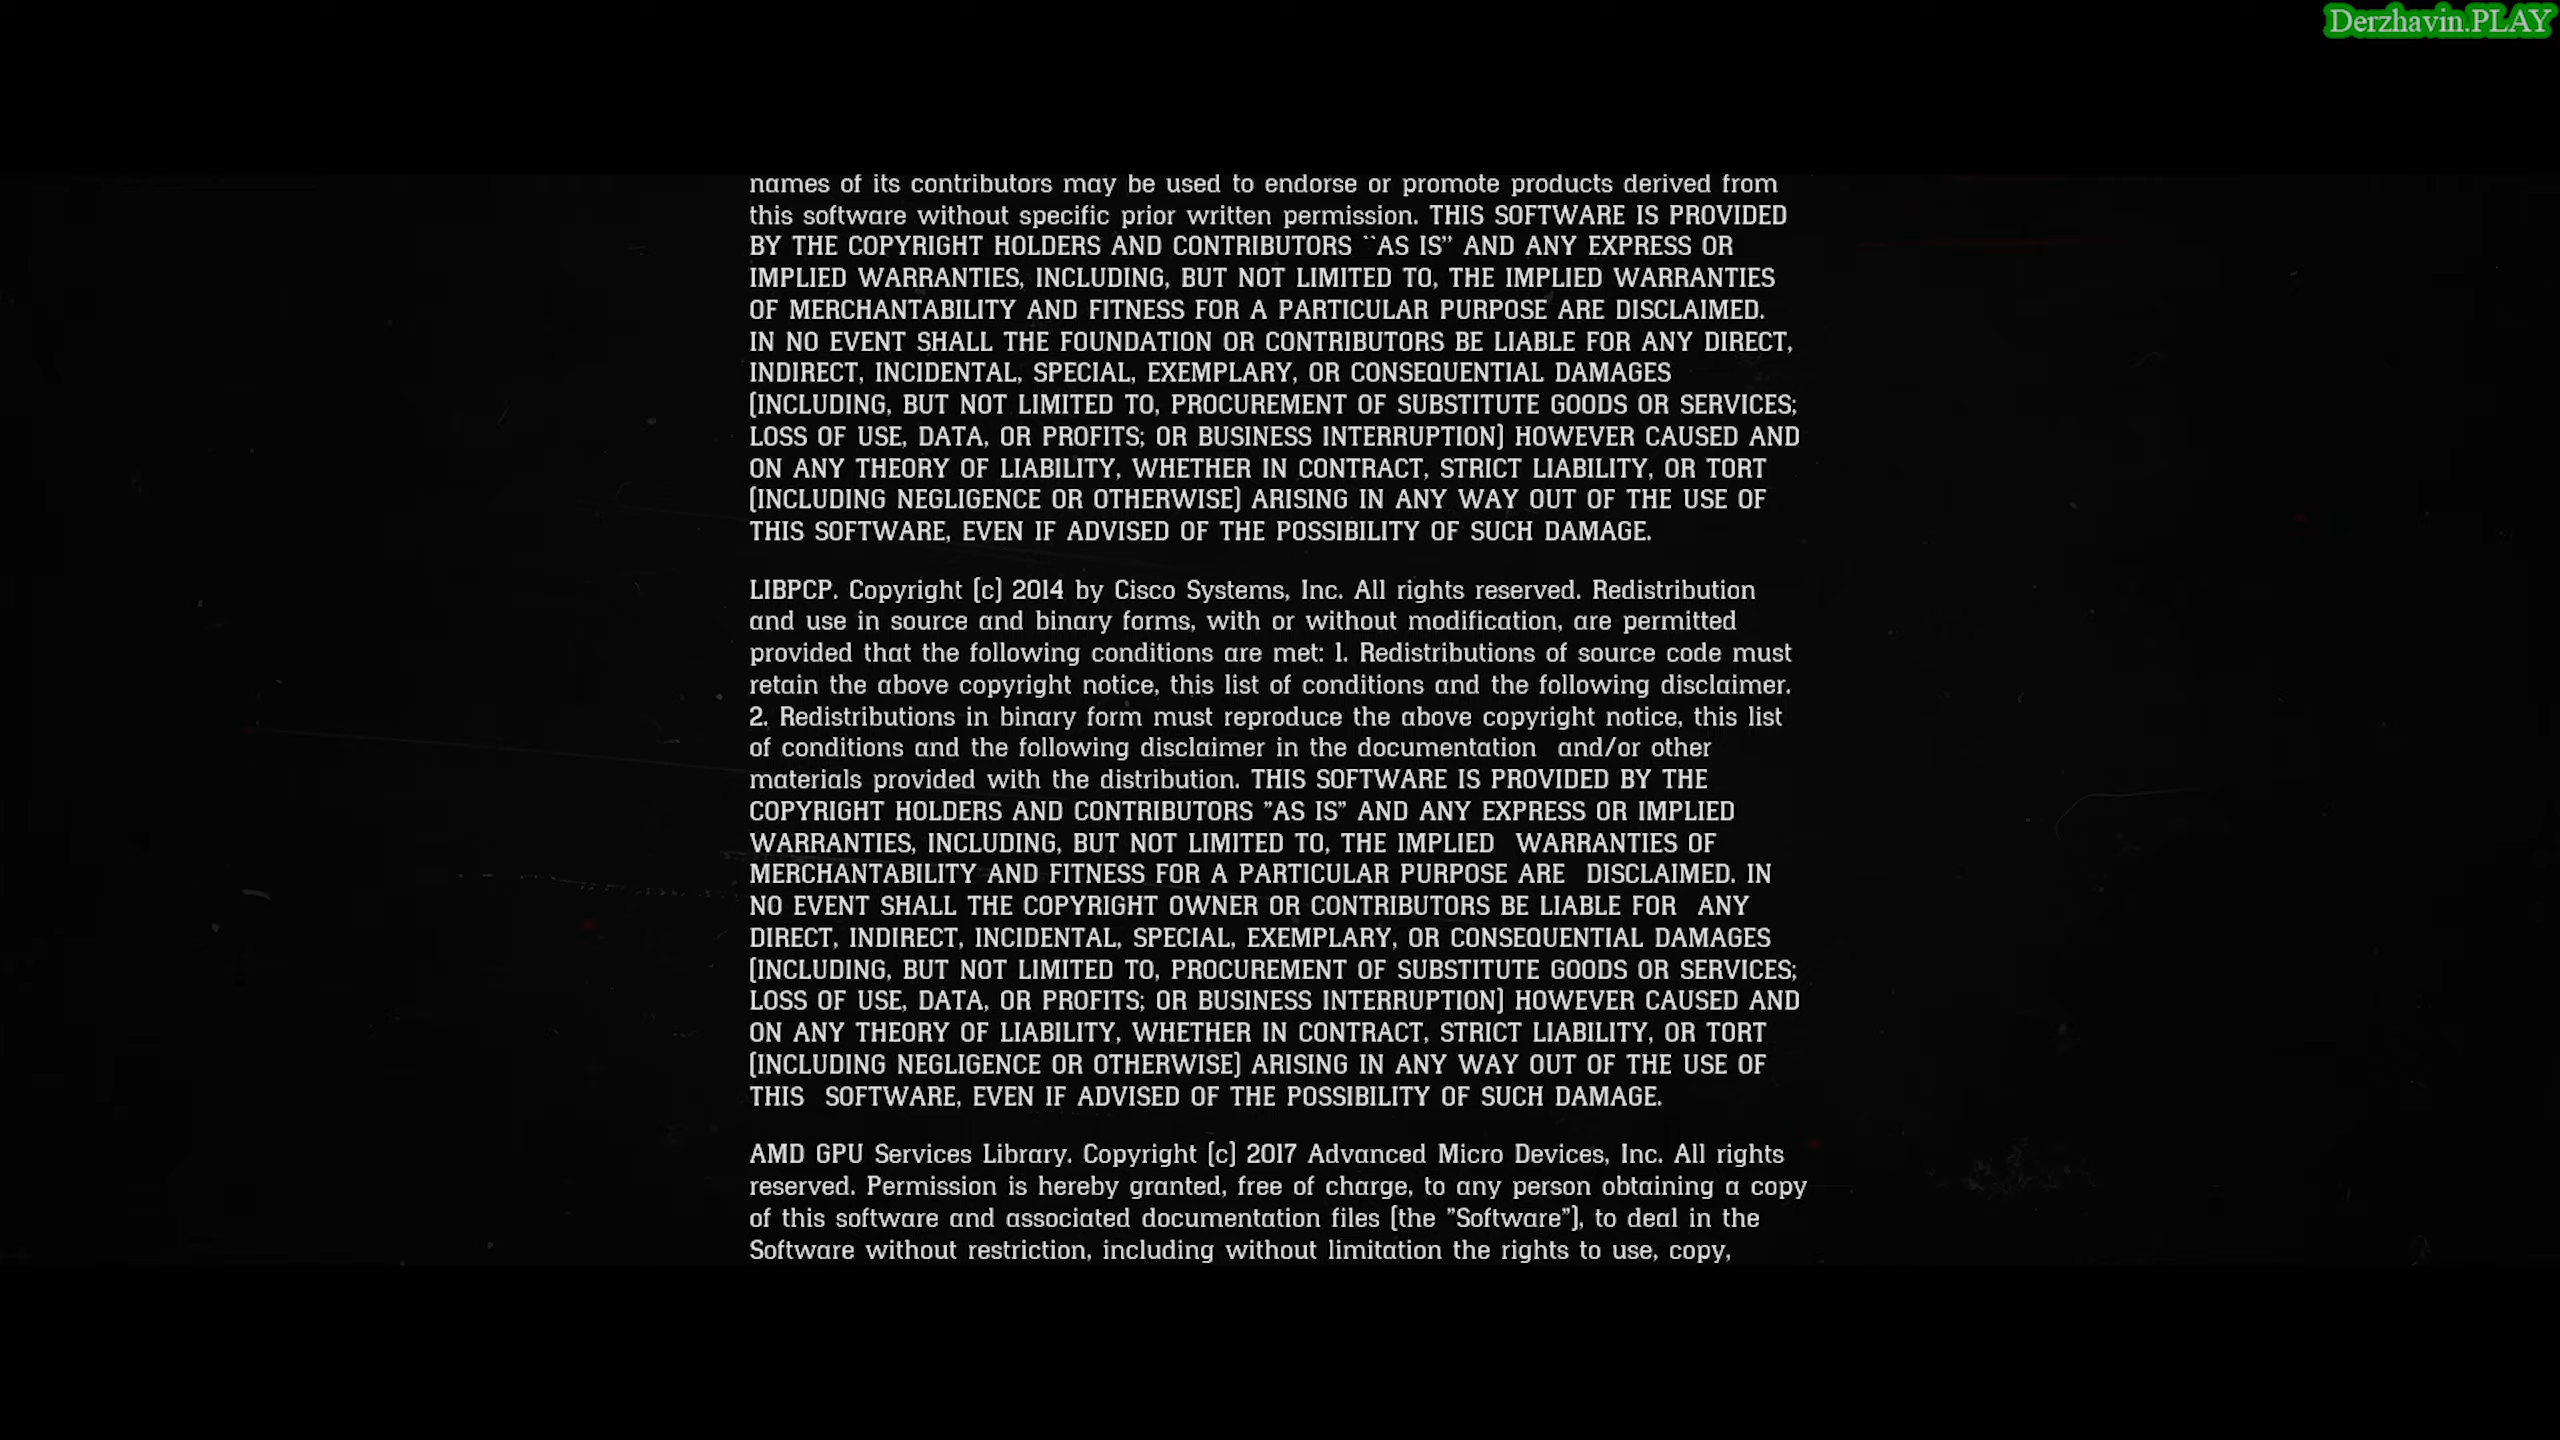 Derzhavin.PLAY
names of its contributors may be used to endorse or promote products derived from
this software without specific prior written permission. THIS SOFTWARE IS PROVIDED
BY THE COPYRIGHT HOLDERS AND CONTRIBUTORS ``AS IS” AND ANY EXPRESS OR
IMPLIED WARRANTIES, INCLUDING, BUT NOT LIMITED TO, THE IMPLIED WARRANTIES
OF MERCHANTABILITY AND FITNESS FOR A PARTICULAR PURPOSE ARE DISCLAIMED.
IN NO EVENT SHALL THE FOUNDATION OR CONTRIBUTORS BE LIABLE FOR ANY DIRECT,
INDIRECT, INCIDENTAL, SPECIAL, EXEMPLARY, OR CONSEQUENTIAL DAMAGES
(INCLUDING, BUT NOT LIMITED TO, PROCUREMENT OF SUBSTITUTE GOODS OR SERVICES;
LOSS OF USE, DATA, OR PROFITS; OR BUSINESS INTERRUPTION) HOWEVER CAUSED AND
ON ANY THEORY OF LIABILITY, WHETHER IN CONTRACT, STRICT LIABILITY, OR TORT
(INCLUDING NEGLIGENCE OR OTHERWISE) ARISING IN ANY WAY OUT OF THE USE OF
THIS SOFTWARE, EVEN IF ADVISED OF THE POSSIBILITY OF SUCH DAMAGE.
LIBPCP. Copyright (c) 2014 by Cisco Systems, Inc. All rights reserved. Redistribution
and use in source and binary forms, with or without modification, are permitted
provided that the following conditions are met: 1. Redistributions of source code must
retain the above copyright notice, this list of conditions and the following disclaimer.
2. Redistributions in binary form must reproduce the above copyright notice, this list
of conditions and the following disclaimer in the documentation  and/or other
materials provided with the distribution. THIS SOFTWARE IS PROVIDED BY THE
COPYRIGHT HOLDERS AND CONTRIBUTORS ”AS IS” AND ANY EXPRESS OR IMPLIED
WARRANTIES, INCLUDING, BUT NOT LIMITED TO, THE IMPLIED  WARRANTIES OF
MERCHANTABILITY AND FITNESS FOR A PARTICULAR PURPOSE ARE  DISCLAIMED. IN
NO EVENT SHALL THE COPYRIGHT OWNER OR CONTRIBUTORS BE LIABLE FOR  ANY
DIRECT, INDIRECT, INCIDENTAL, SPECIAL, EXEMPLARY, OR CONSEQUENTIAL DAMAGES
(INCLUDING, BUT NOT LIMITED TO, PROCUREMENT OF SUBSTITUTE GOODS OR SERVICES;
LOSS OF USE, DATA, OR PROFITS; OR BUSINESS INTERRUPTION) HOWEVER CAUSED AND
ON ANY THEORY OF LIABILITY, WHETHER IN CONTRACT, STRICT LIABILITY, OR TORT
(INCLUDING NEGLIGENCE OR OTHERWISE) ARISING IN ANY WAY OUT OF THE USE OF
THIS  SOFTWARE, EVEN IF ADVISED OF THE POSSIBILITY OF SUCH DAMAGE.
AMD GPU Services Library. Copyright (c) 2017 Advanced Micro Devices, Inc. All rights
reserved. Permission is hereby granted, free of charge, to any person obtaining a copy
of this software and associated documentation files (the ”Software”), to deal in the
Software without restriction, including without limitation the rights to use, copy,